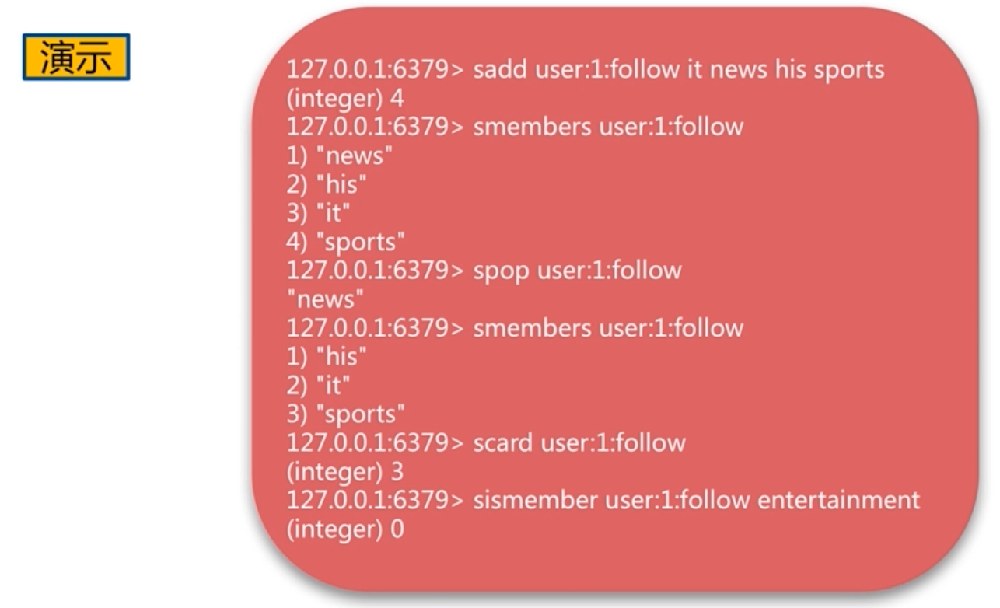 演示
127.0.0.1:6379> sadd user:1:follow it news his sports
(integer) 4
127.0.0.1:6379> smembers user:1:follow
1) "news"
2) "his"
3) "it"
4) "sports"
127.0.0.1:6379> spop user:1:follow
"news"
127.0.0.1:6379> smembers user:1:follow
1) "his"
2) "it"
3) "sports"
127.0.0.1:6379> scard user:1:follow
(integer) 3
127.0.0.1:6379> sismember user:1:follow entertainment
(integer) 0